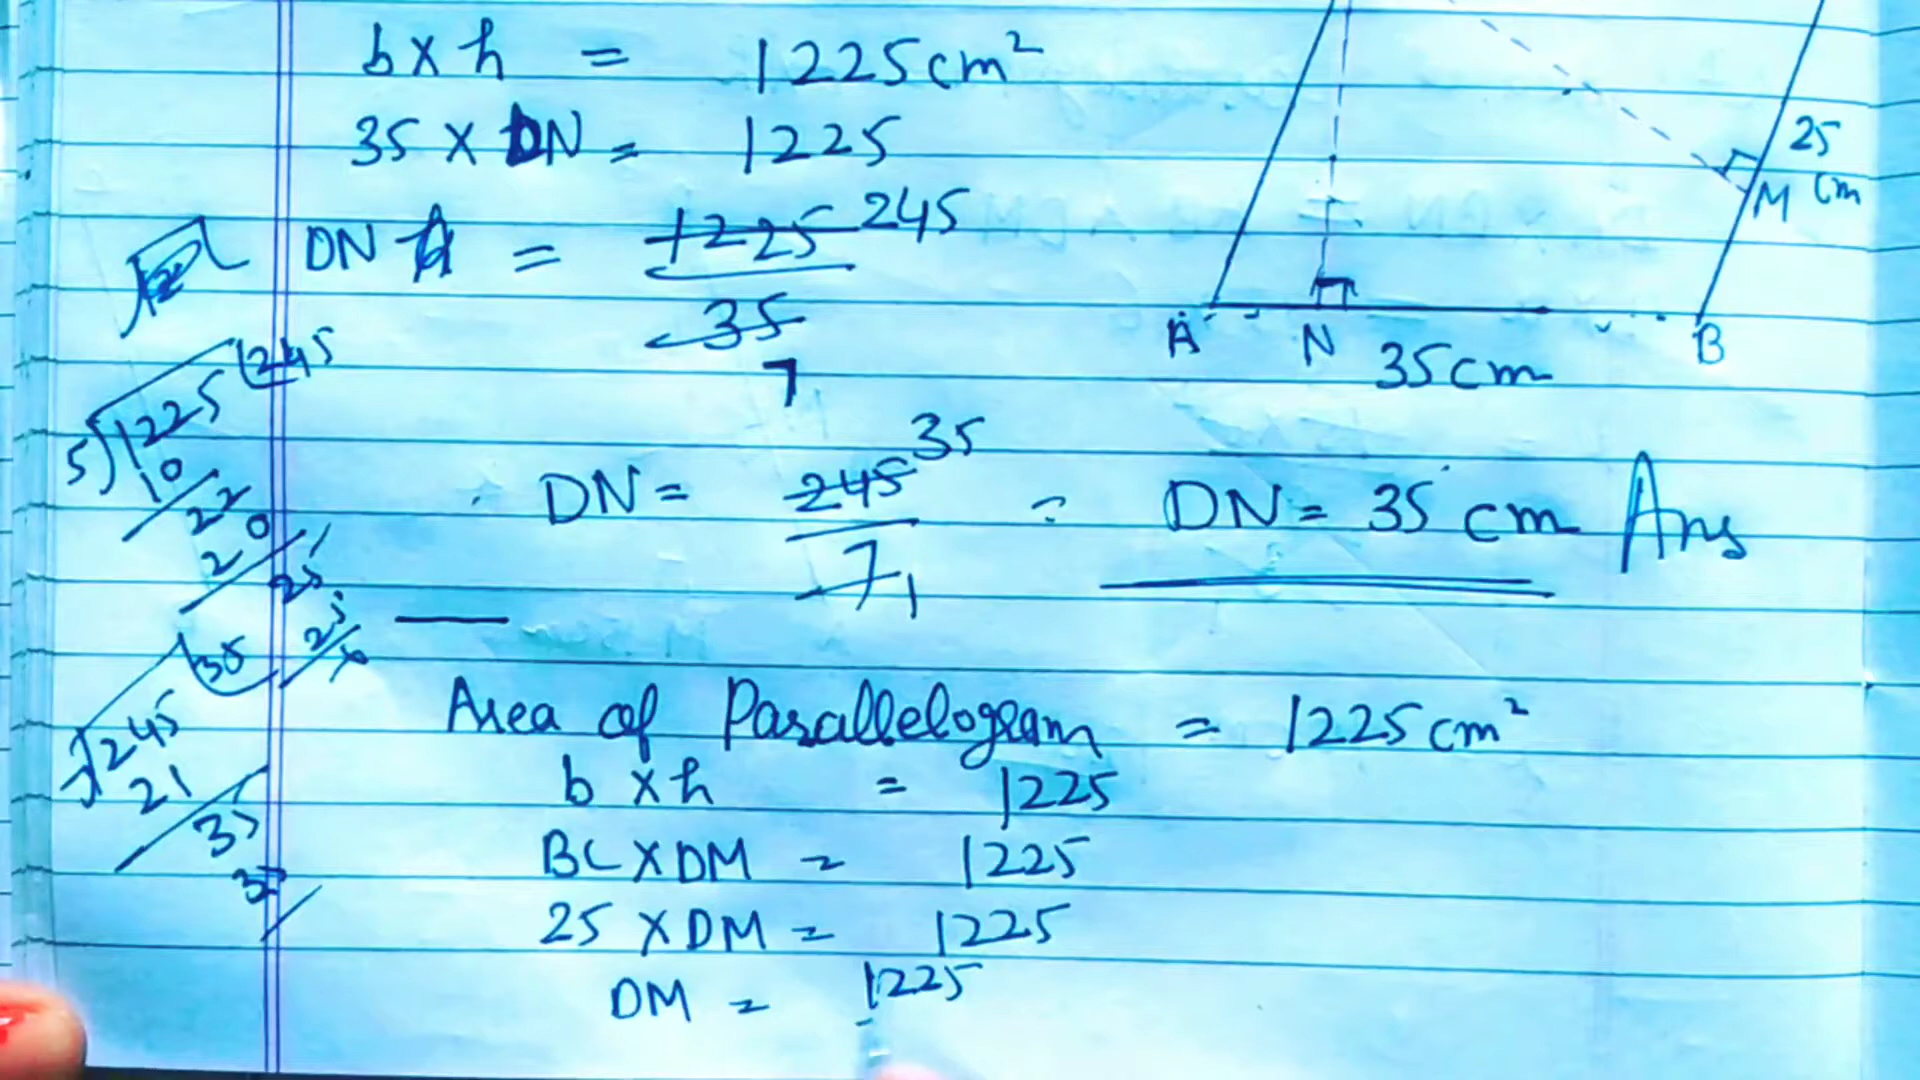 b x h = 1225 cm²
35 x DN = 1225
DN = 1225 245
35
7
DN = 245 35 = DN = 35 cm Ans
7 1
Area of Parallelogram = 1225 cm²
b x h = 1225
BC x DM = 1225
25 x DM = 1225
DM = 1225
25
M cm
A N B
35 cm
5) 1225 (245
10
22
20
25
25
x
7) 245 (35
21
35
35